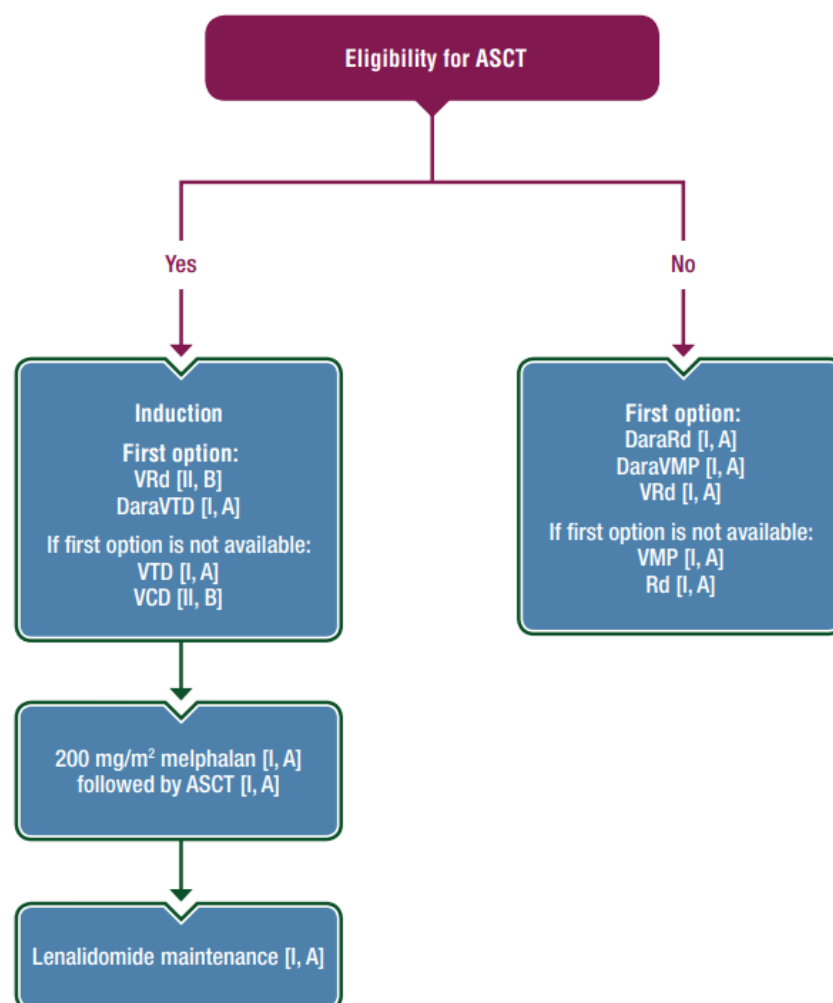 Eligibility for ASCT
Yes
No
Induction
First option:
VRd [II, B]
DaraVTD [I, A]
If first option is not available:
VTD [I, A]
VCD [II, B]
First option:
DaraRd [I, A]
DaraVMP [I, A]
VRd [I, A]
If first option is not available:
VMP [I, A]
Rd [I, A]
200 mg/m² melphalan [I, A]
followed by ASCT [I, A]
Lenalidomide maintenance [I, A]